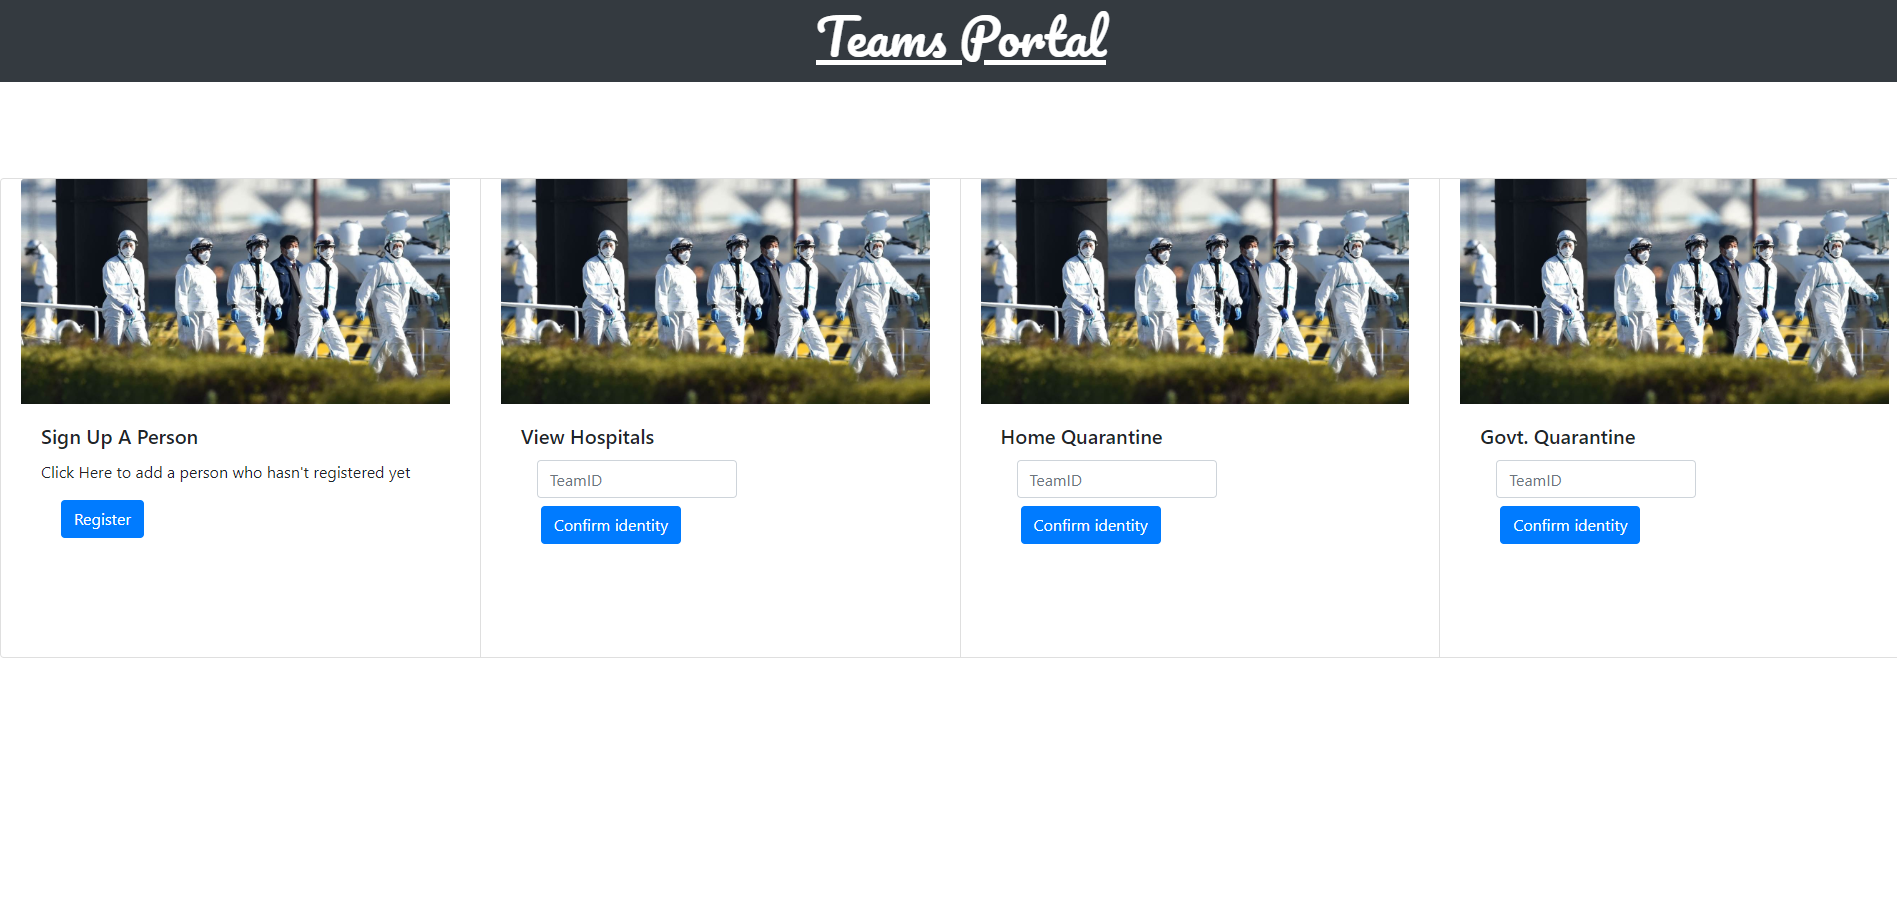 Teams Portal
Sign Up A Person
Click Here to add a person who hasn't registered yet
Register
View Hospitals
TeamID
Confirm identity
Home Quarantine
TeamID
Confirm identity
Govt. Quarantine
TeamID
Confirm identity